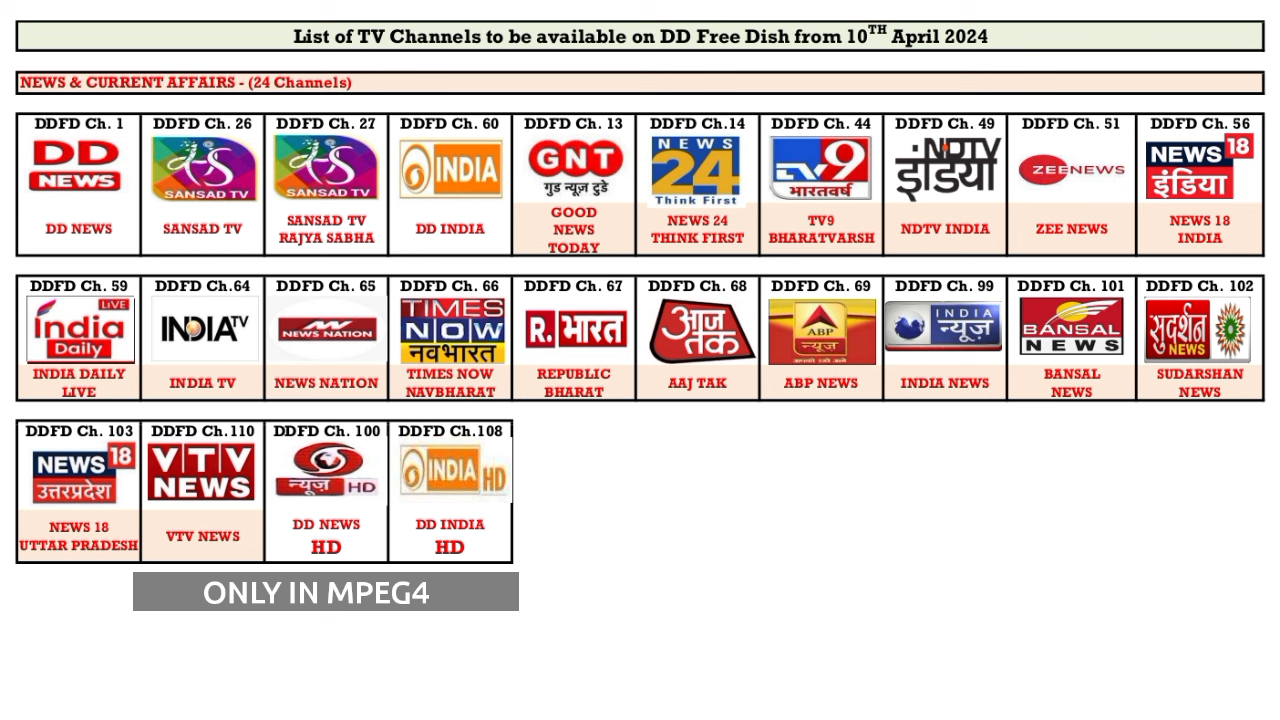 List of TV Channels to be available on DD Free Dish from 10TH April 2024
NEWS & CURRENT AFFAIRS - (24 Channels)
DDFD Ch. 1 DDFD Ch. 26 DDFD Ch. 27 DDFD Ch. 60 DDFD Ch. 13 DDFD Ch.14 DDFD Ch. 44 DDFD Ch. 49 DDFD Ch. 51 DDFD Ch. 56
DD
NEWS
SANSAD TV
SANSAD TV
INDIA
GNT
गुड न्यूज़ टुडे
NEWS
24
Think First
TV9
भारतवर्ष
NDTV
इंडिया
ZEE NEWS
NEWS 18
इंडिया
DD NEWS
SANSAD TV
SANSAD TV
RAJYA SABHA
DD INDIA
GOOD
NEWS
TODAY
NEWS 24
THINK FIRST
TV9
BHARATVARSH
NDTV INDIA
ZEE NEWS
NEWS 18
INDIA
DDFD Ch. 59 DDFD Ch.64 DDFD Ch. 65 DDFD Ch. 66 DDFD Ch. 67 DDFD Ch. 68 DDFD Ch. 69 DDFD Ch. 99 DDFD Ch. 101 DDFD Ch. 102
LIVE
India
Daily
INDIA TV
NEWS NATION
TIMES
NOW
नवभारत
R. भारत
आज
तक
ABP
न्यूज़
आपको रखे आगे
INDIA
न्यूज़
BANSAL
NEWS
सुदर्शन
NEWS
INDIA DAILY
LIVE
INDIA TV
NEWS NATION
TIMES NOW
NAVBHARAT
REPUBLIC
BHARAT
AAJ TAK
ABP NEWS
INDIA NEWS
BANSAL
NEWS
SUDARSHAN
NEWS
DDFD Ch. 103 DDFD Ch.110 DDFD Ch. 100 DDFD Ch.108
NEWS 18
उत्तरप्रदेश
VTV
NEWS
न्यूज़ HD
INDIA HD
NEWS 18
UTTAR PRADESH
VTV NEWS
DD NEWS
HD
DD INDIA
HD
ONLY IN MPEG4